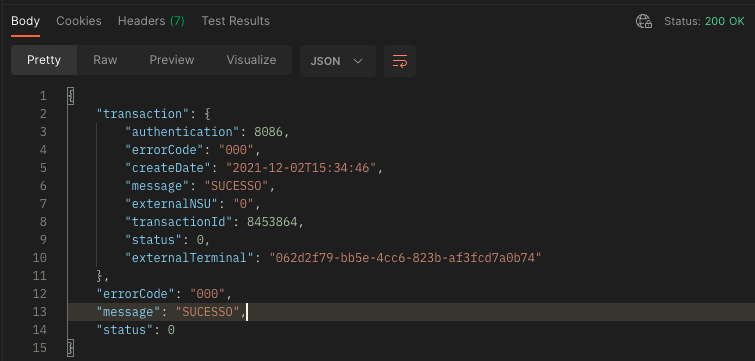 Body Cookies Headers (7) Test Results Status: 200 OK
Pretty Raw Preview Visualize JSON
1 {
2 "transaction": {
3 "authentication": 8086,
4 "errorCode": "000",
5 "createDate": "2021-12-02T15:34:46",
6 "message": "SUCESSO",
7 "externalNSU": "0",
8 "transactionId": 8453864,
9 "status": 0,
10 "externalTerminal": "062d2f79-bb5e-4cc6-823b-af3fcd7a0b74"
11 },
12 "errorCode": "000",
13 "message": "SUCESSO",
14 "status": 0
15 }